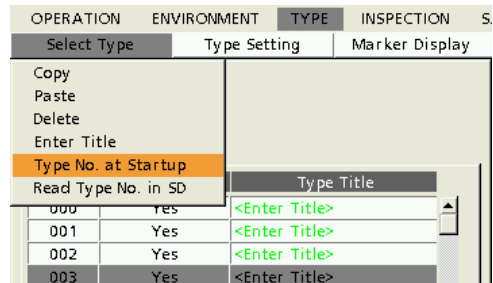 OPERATION ENVIRONMENT TYPE INSPECTION
Select Type Type Setting Marker Display
Copy
Paste
Delete
Enter Title
Type No. at Startup
Read Type No. in SD
Type Title
000 Yes <Enter Title>
001 Yes <Enter Title>
002 Yes <Enter Title>
003 Yes <Enter Title>